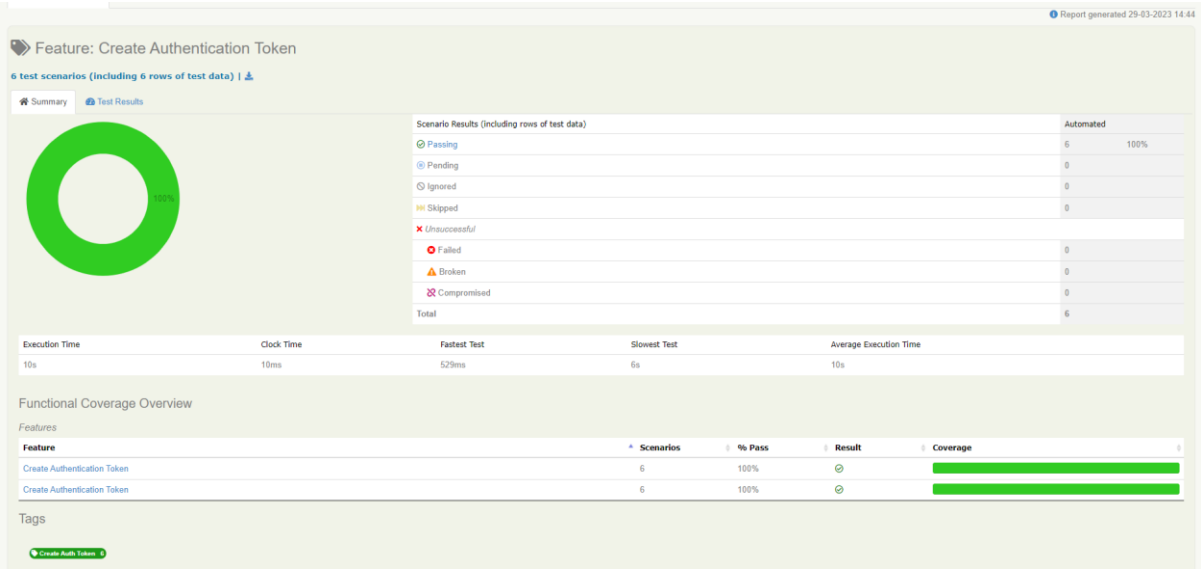 Report generated 29-03-2023 14:44
Feature: Create Authentication Token
6 test scenarios (including 6 rows of test data) |
Summary Test Results
100%
Scenario Results (including rows of test data) Automated
Passing 6 100%
Pending 0
Ignored 0
Skipped 0
Unsuccessful
Failed 0
Broken 0
Compromised 0
Total 6
Execution Time Clock Time Fastest Test Slowest Test Average Execution Time
10s 10ms 529ms 6s 10s
Functional Coverage Overview
Features
Feature Scenarios % Pass Result Coverage
Create Authentication Token 6 100%
Create Authentication Token 6 100%
Tags
Create Auth Token 6